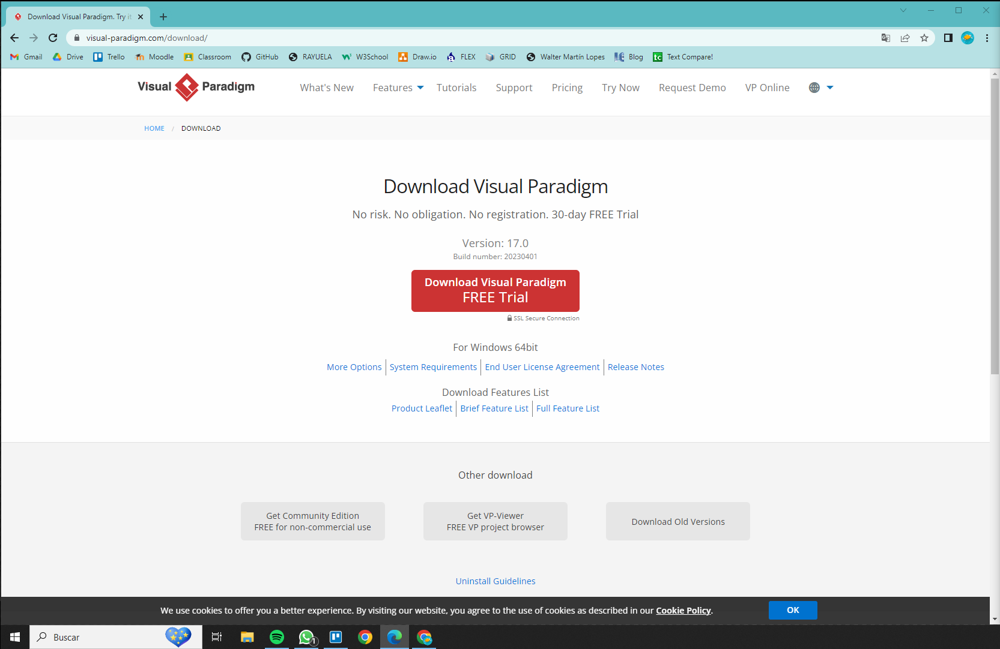 Download Visual Paradigm. Try it
visual-paradigm.com/download/
Gmail Drive Trello Moodle Classroom GitHub RAYUELA W3School Draw.io FLEX GRID Walter Martín Lopes Blog Text Compare!
Visual Paradigm What's New Features Tutorials Support Pricing Try Now Request Demo VP Online
HOME / DOWNLOAD
Download Visual Paradigm
No risk. No obligation. No registration. 30-day FREE Trial
Version: 17.0
Build number: 20230401
Download Visual Paradigm
FREE Trial
SSL Secure Connection
For Windows 64bit
More Options System Requirements End User License Agreement Release Notes
Download Features List
Product Leaflet Brief Feature List Full Feature List
Other download
Get Community Edition
FREE for non-commercial use
Get VP-Viewer
FREE VP project browser
Download Old Versions
Uninstall Guidelines
We use cookies to offer you a better experience. By visiting our website, you agree to the use of cookies as described in our Cookie Policy. OK
Buscar 1